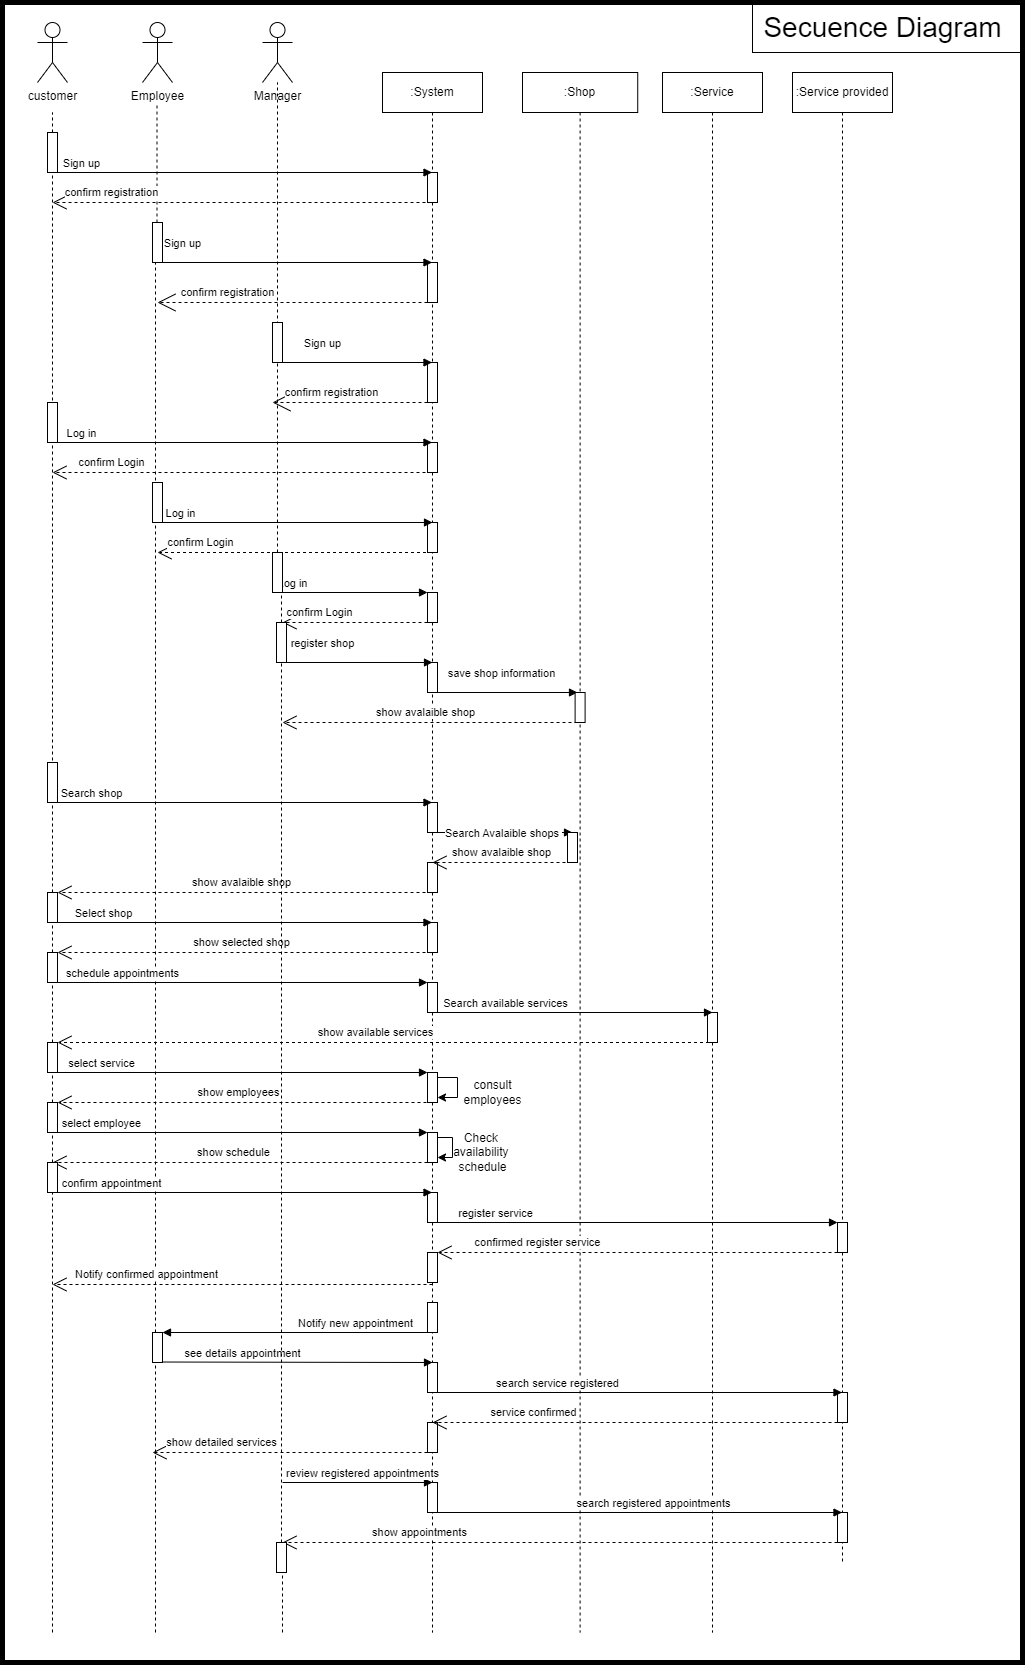 Secuence Diagram
customer
Employee
Manager
:System
:Shop
:Service
:Service provided
Sign up
confirm registration
Sign up
confirm registration
Sign up
confirm registration
Log in
confirm Login
Log in
confirm Login
og in
confirm Login
register shop
save shop information
show avalaible shop
Search shop
Search Avalaible shops
show avalaible shop
show avalaible shop
Select shop
show selected shop
schedule appointments
Search available services
show available services
select service
consult
employees
show employees
select employee
Check
availability
schedule
show schedule
confirm appointment
register service
confirmed register service
Notify confirmed appointment
Notify new appointment
see details appointment
search service registered
service confirmed
show detailed services
review registered appointments
search registered appointments
show appointments